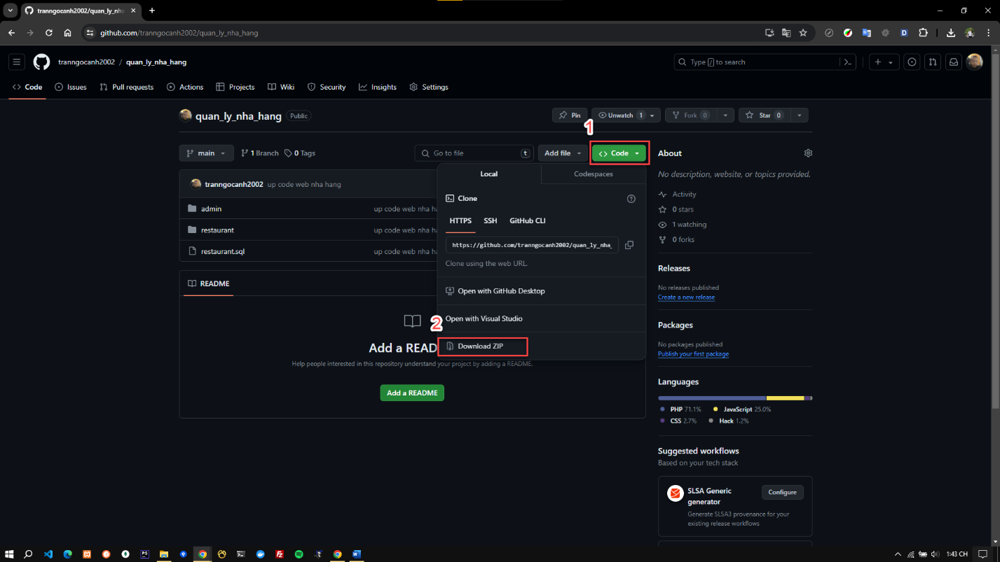 tranngocanh2002/quan_ly_nha
github.com/tranngocanh2002/quan_ly_nha_hang
tranngocanh2002 / quan_ly_nha_hang
Type / to search
Code
Issues
Pull requests
Actions
Projects
Wiki
Security
Insights
Settings
quan_ly_nha_hang
Public
Pin
Unwatch 1
Fork 0
Star 0
1
main
1 Branch
0 Tags
Go to file
t
Add file
<> Code
About
No description, website, or topics provided.
Activity
0 stars
1 watching
0 forks
tranngocanh2002 up code web nha hang
admin
up code web nha ha
restaurant
up code web nha ha
restaurant.sql
up code web nha ha
Local
Codespaces
Clone
HTTPS
SSH
GitHub CLI
https://github.com/tranngocanh2002/quan_ly_nha_
Clone using the web URL.
Open with GitHub Desktop
Open with Visual Studio
2
Download ZIP
README
Add a READ
Help people interested in this repository understand your project by adding a README.
Add a README
Releases
No releases published
Create a new release
Packages
No packages published
Publish your first package
Languages
PHP 71.1%
JavaScript 25.0%
CSS 2.7%
Hack 1.2%
Suggested workflows
Based on your tech stack
SLSA Generic
generator
Configure
Generate SLSA3 provenance for your
existing release workflows
1:43 CH